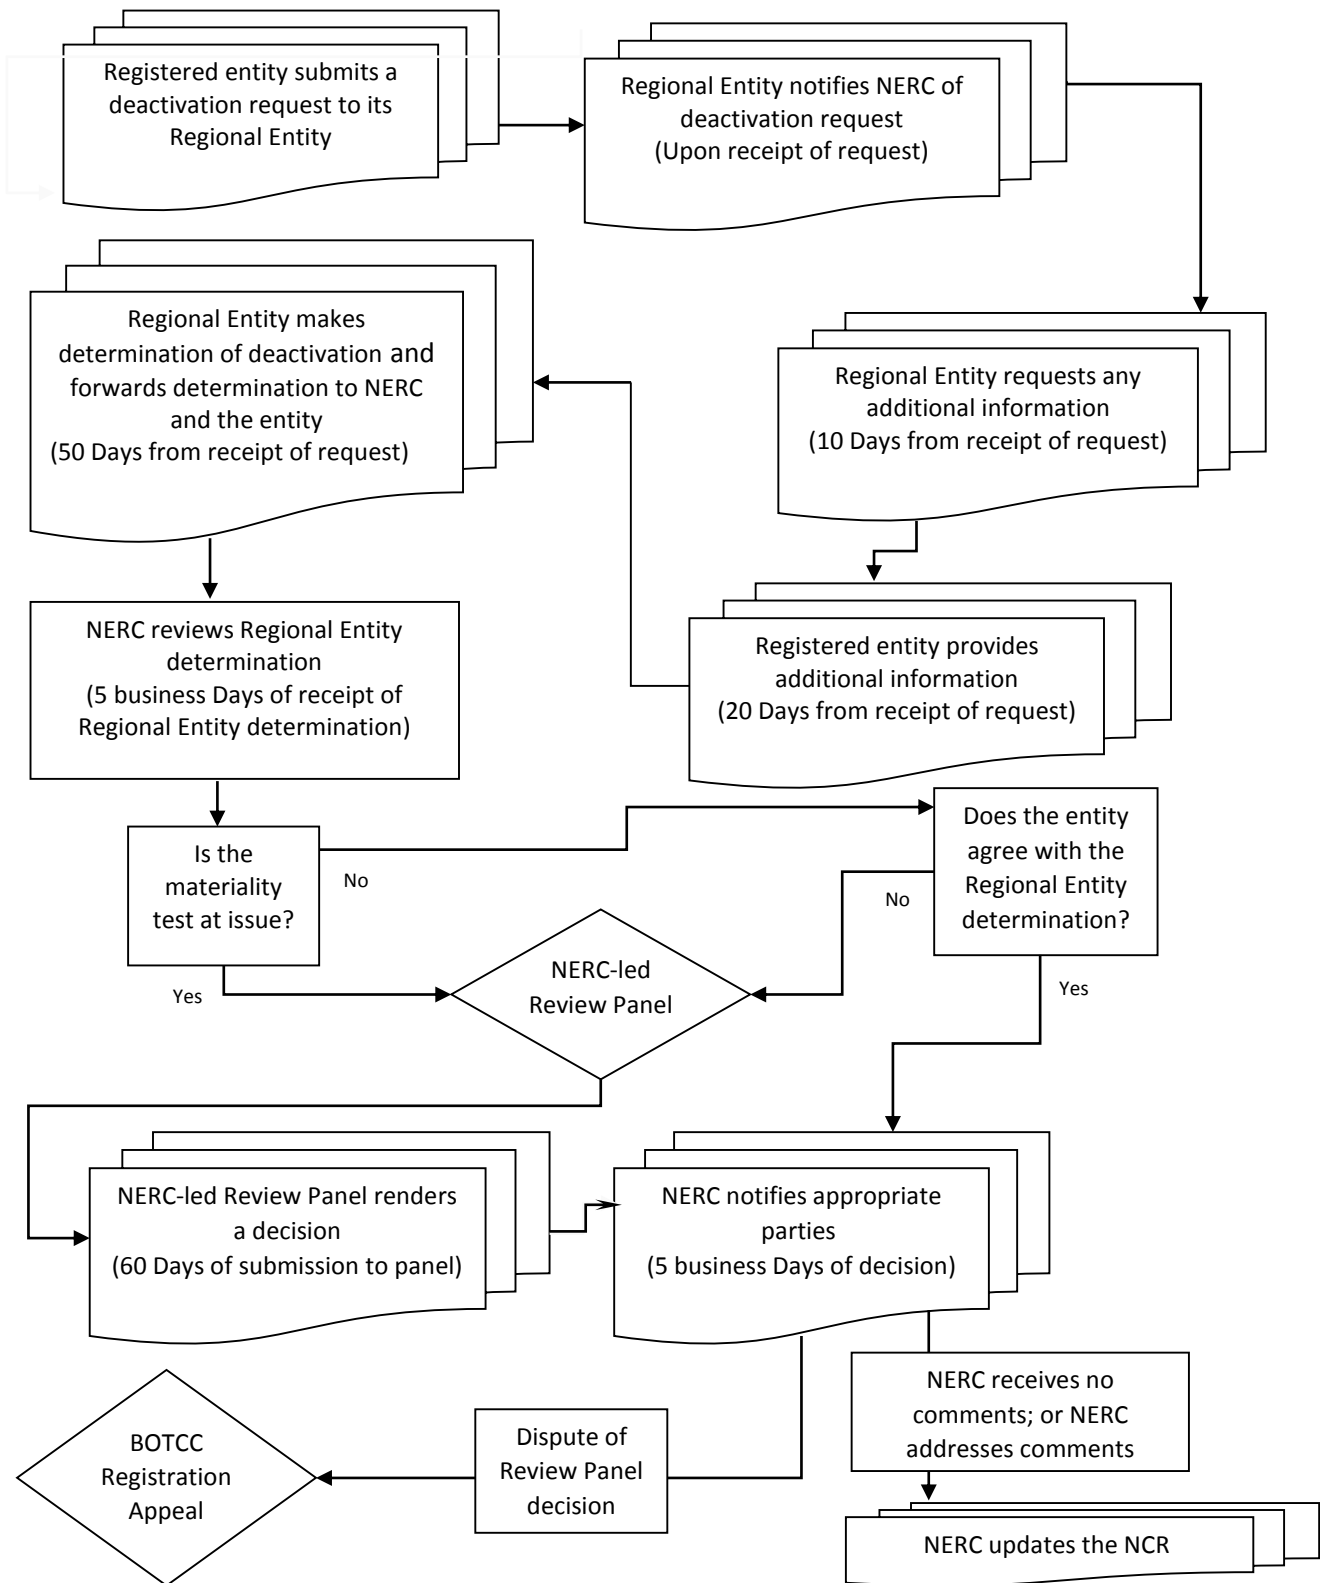 Registered entity submits a
deactivation request to its
Regional Entity
Regional Entity notifies NERC of
deactivation request
(Upon receipt of request)
Regional Entity makes
determination of deactivation and
forwards determination to NERC
and the entity
(50 Days from receipt of request)
Regional Entity requests any
additional information
(10 Days from receipt of request)
NERC reviews Regional Entity
determination
(5 business Days of receipt of
Regional Entity determination)
Registered entity provides
additional information
(20 Days from receipt of request)
Is the
materiality
test at issue?
No
Yes
Does the entity
agree with the
Regional Entity
determination?
No
Yes
NERC-led
Review Panel
NERC-led Review Panel renders
a decision
(60 Days of submission to panel)
NERC notifies appropriate
parties
(5 business Days of decision)
BOTCC
Registration
Appeal
Dispute of
Review Panel
decision
NERC receives no
comments; or NERC
addresses comments
NERC updates the NCR